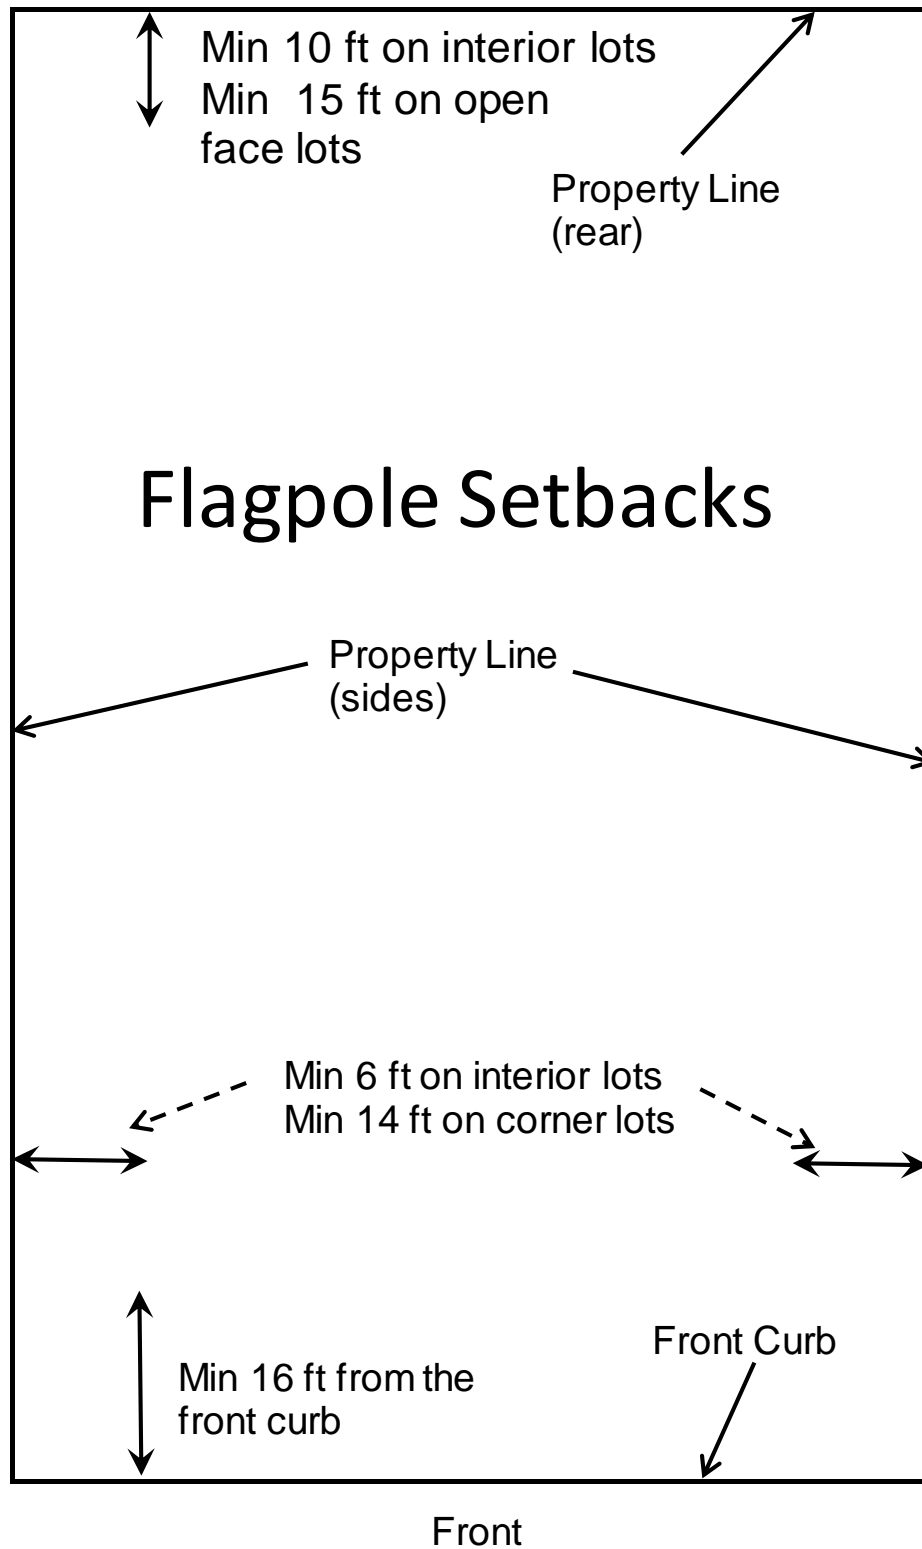 Min 10 ft on interior lots
Min 15 ft on open
face lots
Property Line
(rear)
Flagpole Setbacks
Property Line
(sides)
Min 6 ft on interior lots
Min 14 ft on corner lots
Front Curb
Min 16 ft from the
front curb
Front